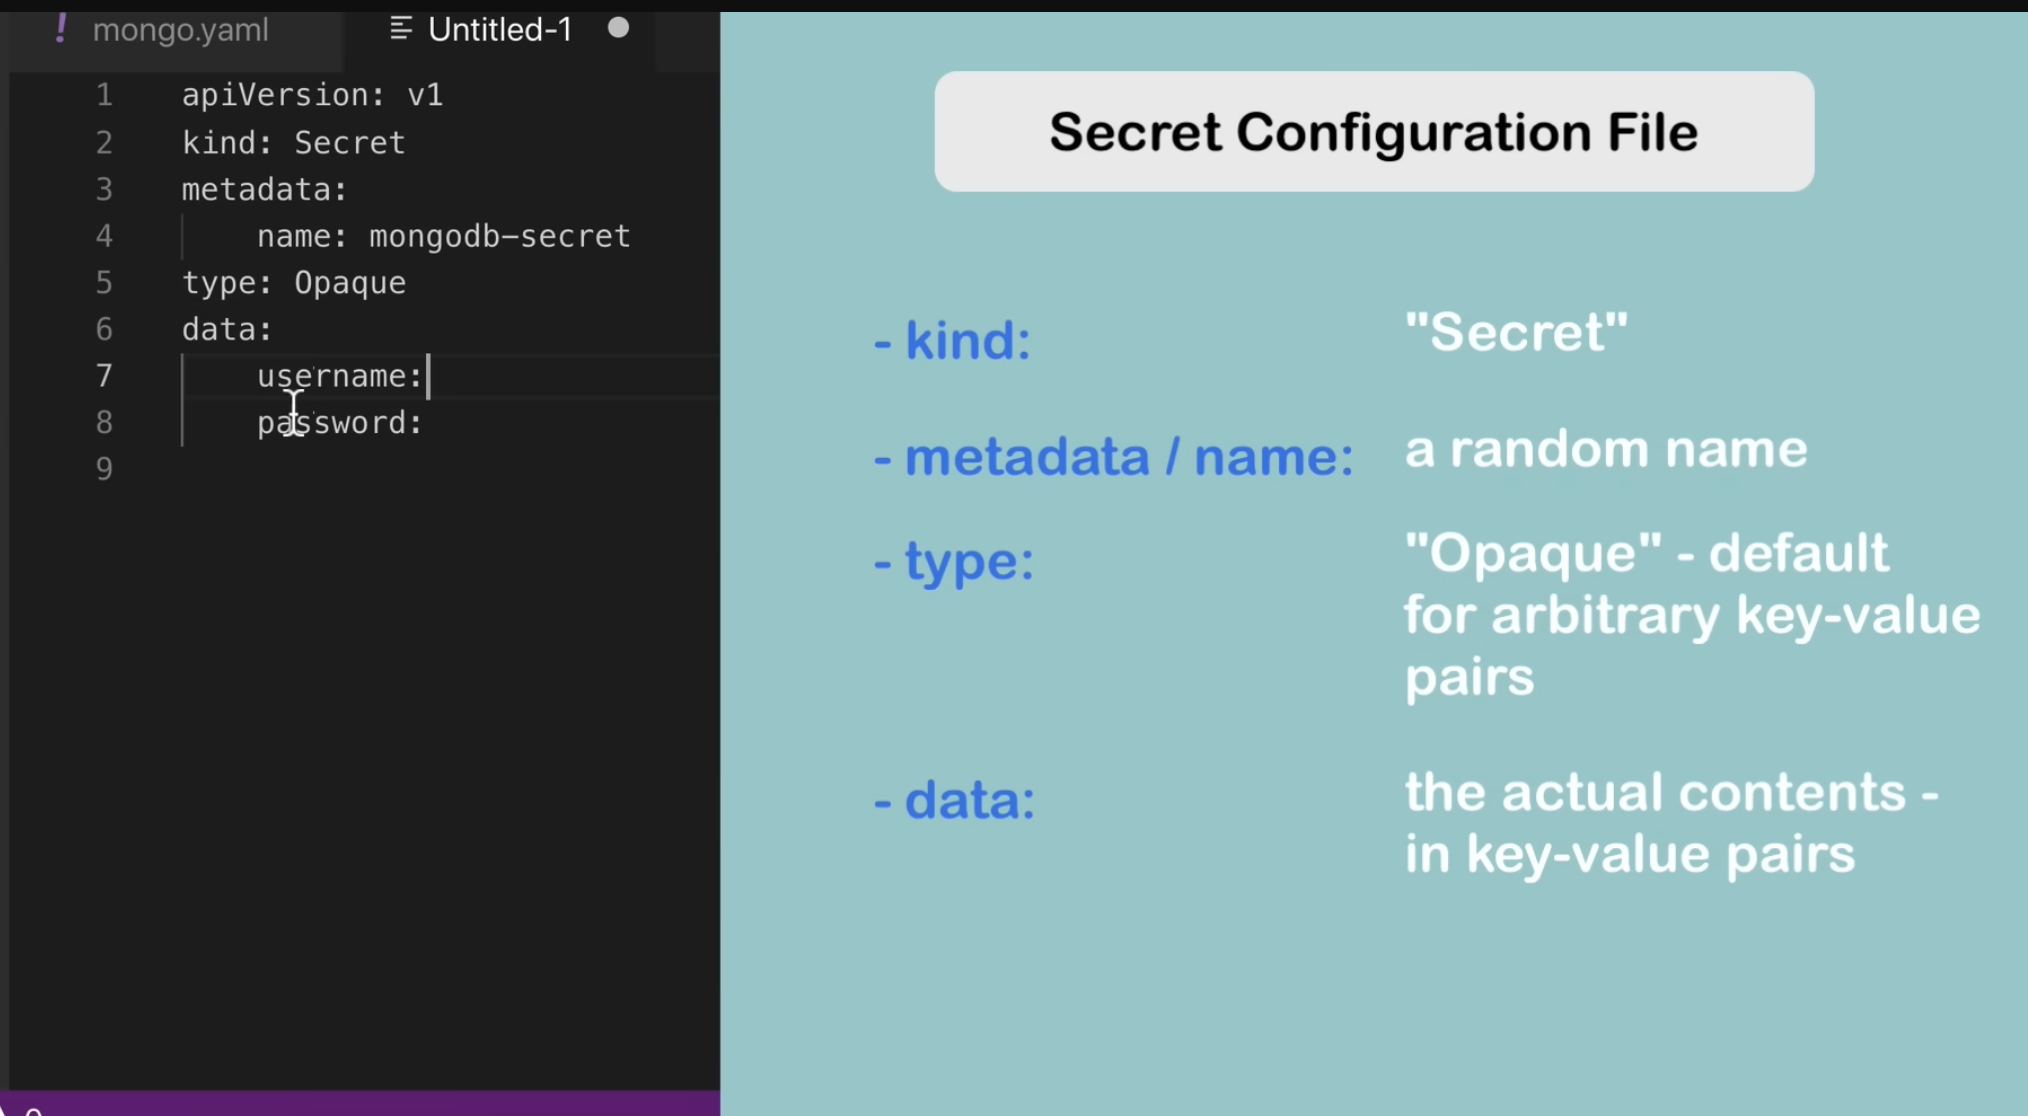 ! mongo.yaml
Untitled-1
1 apiVersion: v1
2 kind: Secret
3 metadata:
4     name: mongodb-secret
5 type: Opaque
6 data:
7     username:
8     password:
9
Secret Configuration File
- kind: "Secret"
- metadata / name: a random name
- type: "Opaque" - default
for arbitrary key-value
pairs
- data: the actual contents -
in key-value pairs